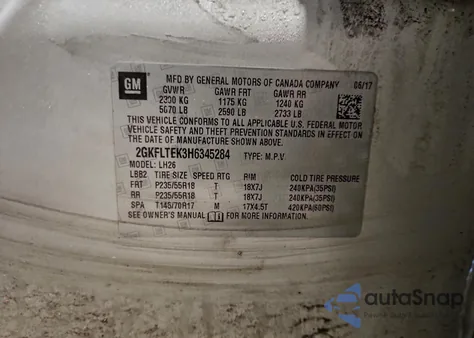 GM
MFD BY GENERAL MOTORS OF CANADA COMPANY 06/17
GVWR GAWR FRT GAWR RR
2300 KG 1175 KG 1240 KG
5070 LB 2590 LB 2733 LB
THIS VEHICLE CONFORMS TO ALL APPLICABLE U.S. FEDERAL MOTOR
VEHICLE SAFETY AND THEFT PREVENTION STANDARDS IN EFFECT ON
THE DATE OF MANUFACTURE SHOWN ABOVE.
2GKFLTEK3H6345284 TYPE: M.P.V
MODEL: LH26
LBB2 TIRE SIZE SPEED RTG RIM COLD TIRE PRESSURE
FRT P235/55R18 T 18X7J 240KPA(35PSI)
RR P235/55R18 T 18X7J 240KPA(35PSI)
SPA T145/70R17 M 17X4.5T 420KPA(60PSI)
SEE OWNER'S MANUAL FOR MORE INFORMATION.
autoSnap